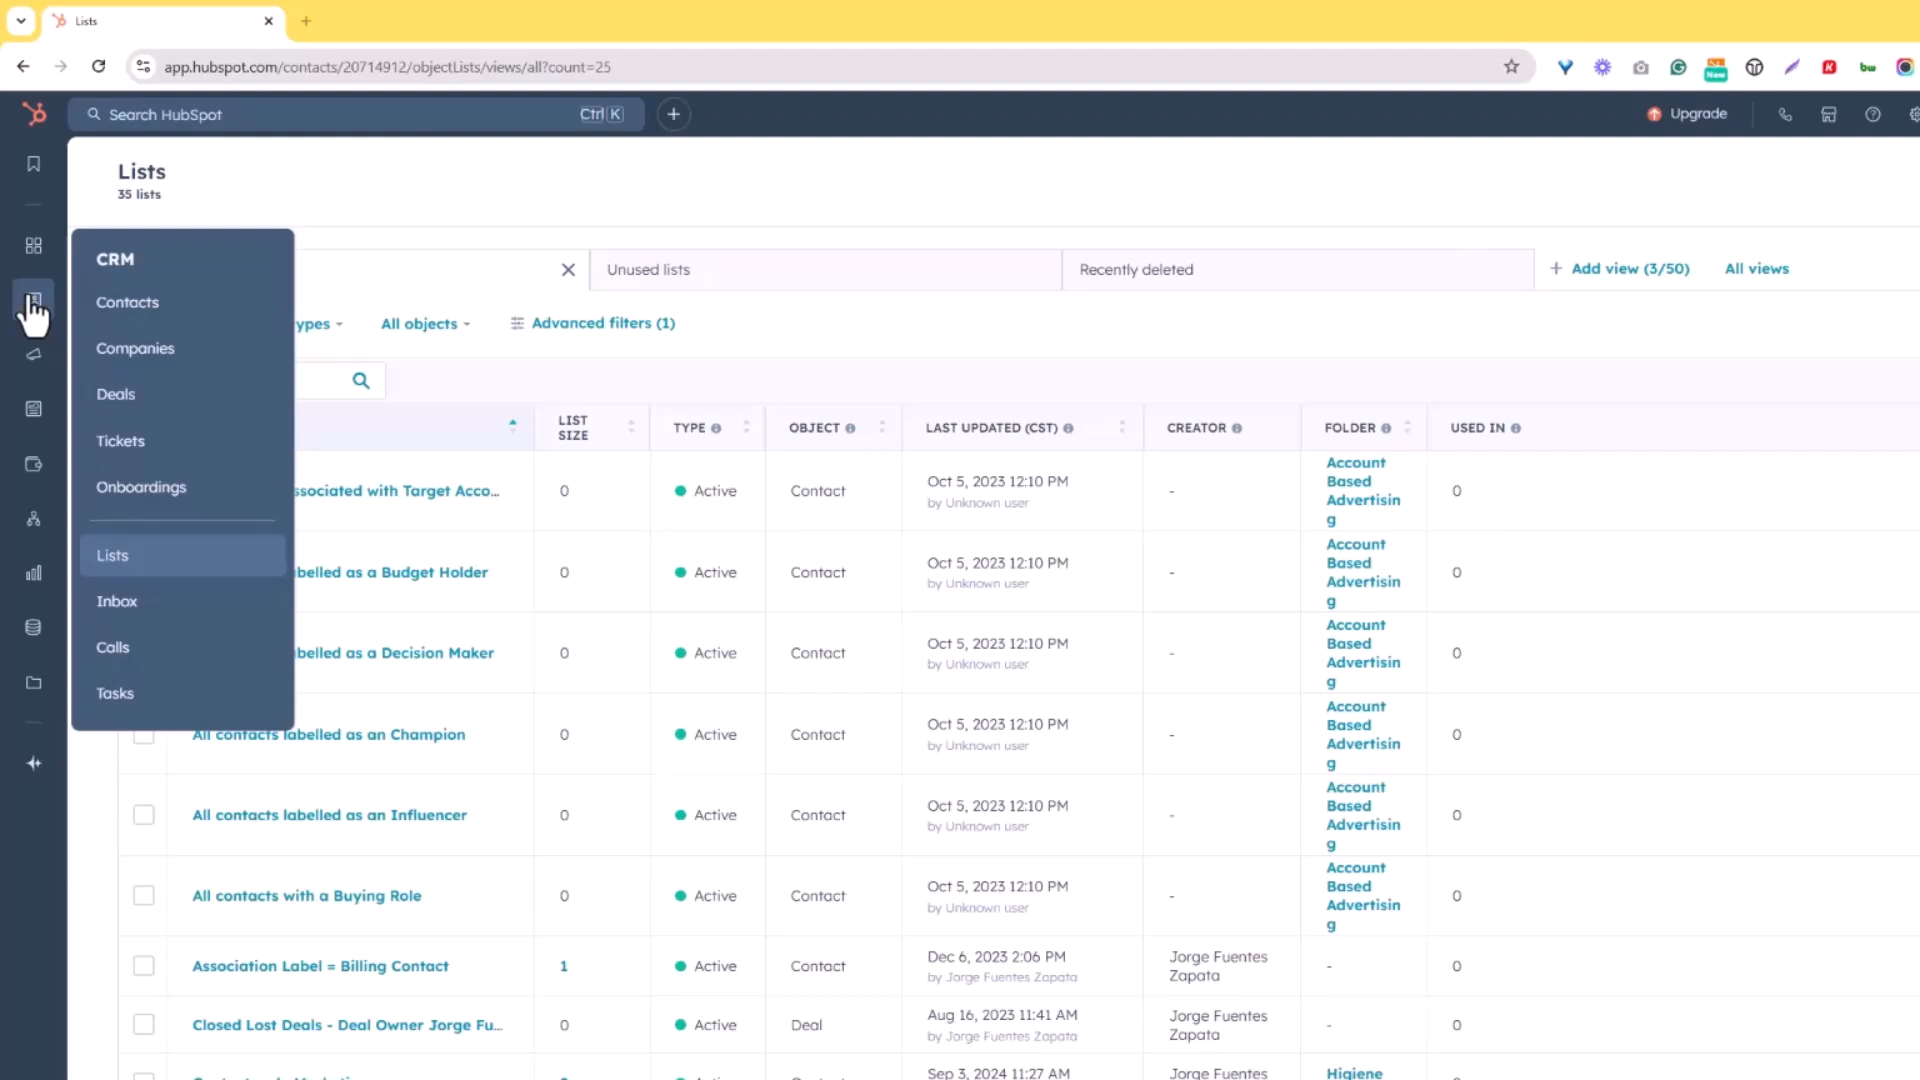 Lists
app.hubspot.com/contacts/20714912/objectLists/views/all?count=25
New
bw
Search HubSpot
Ctrl K
Upgrade
Lists
35 lists
CRM
Contacts
Companies
Deals
Tickets
Onboardings
Lists
Inbox
Calls
Tasks
Unused lists
Recently deleted
Add view (3/50)
All views
ypes
All objects
Advanced filters (1)
LIST
SIZE
TYPE
OBJECT
LAST UPDATED (CST)
CREATOR
FOLDER
USED IN
ssociated with Target Acco...
0
Active
Contact
Oct 5, 2023 12:10 PM
by Unknown user
-
Account
Based
Advertisin
g
0
belled as a Budget Holder
0
Active
Contact
Oct 5, 2023 12:10 PM
by Unknown user
-
Account
Based
Advertisin
g
0
belled as a Decision Maker
0
Active
Contact
Oct 5, 2023 12:10 PM
by Unknown user
-
Account
Based
Advertisin
g
0
All contacts labelled as an Champion
0
Active
Contact
Oct 5, 2023 12:10 PM
by Unknown user
-
Account
Based
Advertisin
g
0
All contacts labelled as an Influencer
0
Active
Contact
Oct 5, 2023 12:10 PM
by Unknown user
-
Account
Based
Advertisin
g
0
All contacts with a Buying Role
0
Active
Contact
Oct 5, 2023 12:10 PM
by Unknown user
-
Account
Based
Advertisin
g
0
Association Label = Billing Contact
1
Active
Contact
Dec 6, 2023 2:06 PM
by Jorge Fuentes Zapata
Jorge Fuentes
Zapata
-
0
Closed Lost Deals - Deal Owner Jorge Fu...
0
Active
Deal
Aug 16, 2023 11:41 AM
by Jorge Fuentes Zapata
Jorge Fuentes
Zapata
-
0
Sep 3, 2024 11:27 AM
Jorge Fuentes
Higiene